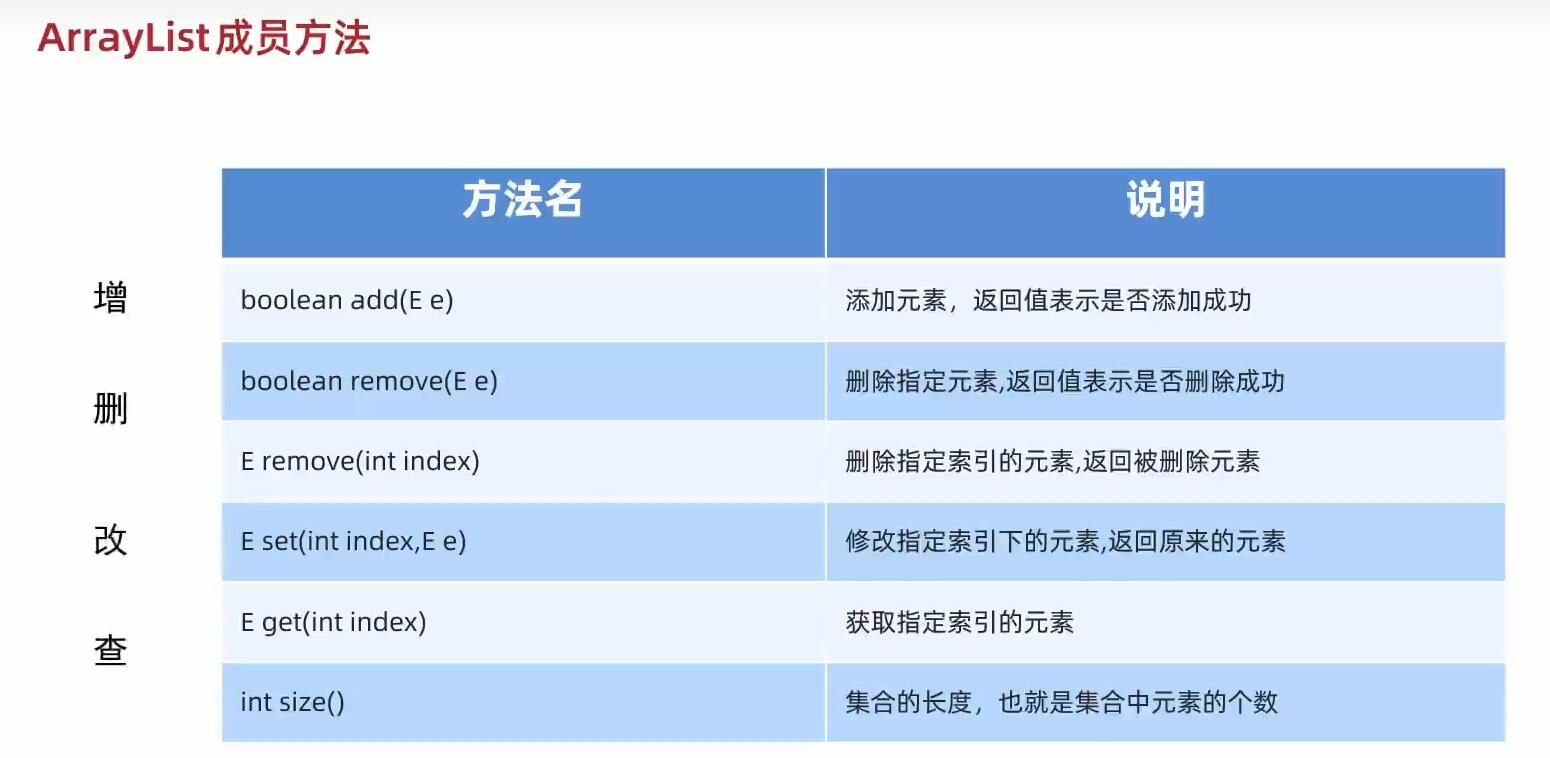 ArrayList成员方法
方法名 说明
增 boolean add(E e) 添加元素，返回值表示是否添加成功
删 boolean remove(E e) 删除指定元素,返回值表示是否删除成功
E remove(int index) 删除指定索引的元素,返回被删除元素
改 E set(int index,E e) 修改指定索引下的元素,返回原来的元素
查 E get(int index) 获取指定索引的元素
int size() 集合的长度，也就是集合中元素的个数